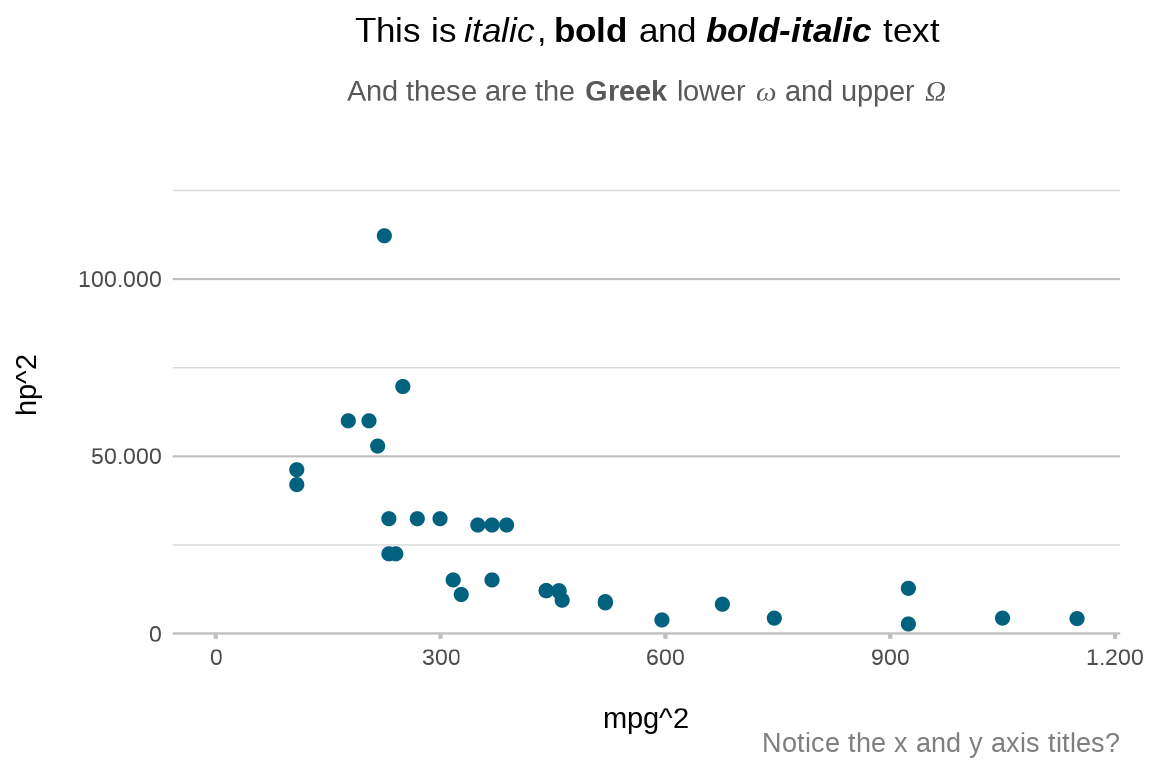 This is italic, bold and bold-italic text
And these are the Greek lower ω and upper Ω
100.000
hp^2
50.000
0
0 300 600 900 1.200
mpg^2
Notice the x and y axis titles?